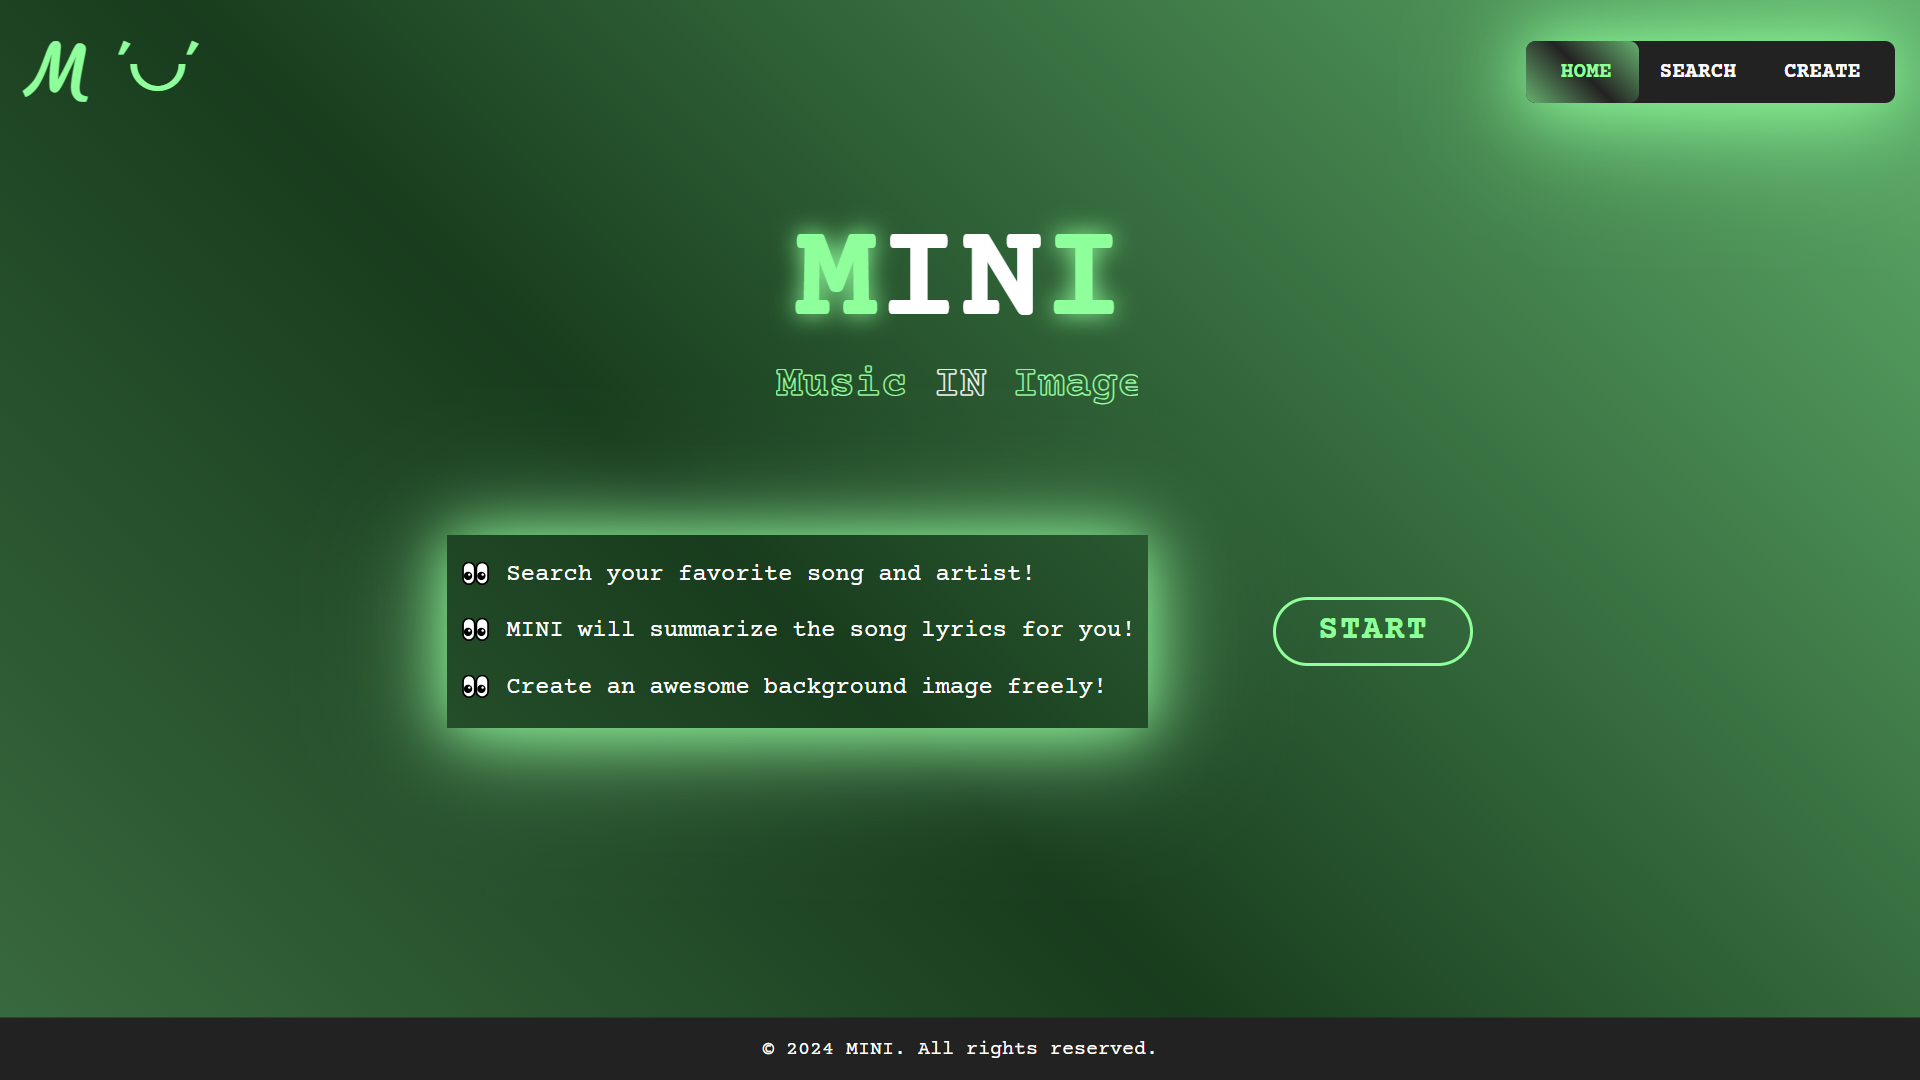 M
HOME SEARCH CREATE
MINI
Music IN Image
👀 Search your favorite song and artist!
👀 MINI will summarize the song lyrics for you!
👀 Create an awesome background image freely!
START
© 2024 MINI. All rights reserved.